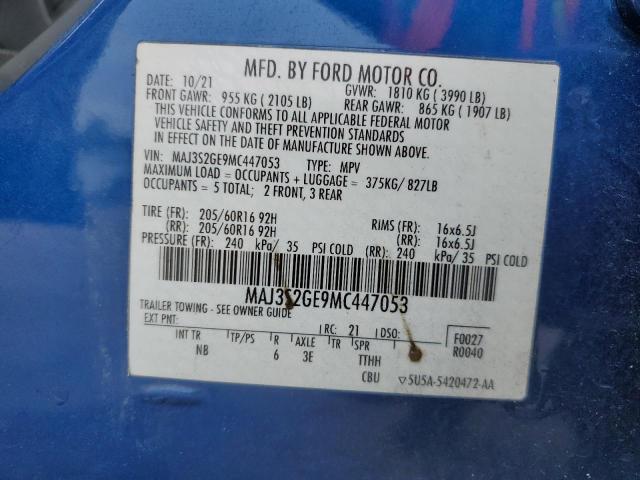 MFD. BY FORD MOTOR CO.
DATE: 10/21 GVWR: 1810 KG ( 3990 LB)
FRONT GAWR: 955 KG ( 2105 LB) REAR GAWR: 865 KG ( 1907 LB)
THIS VEHICLE CONFORMS TO ALL APPLICABLE FEDERAL MOTOR
VEHICLE SAFETY AND THEFT PREVENTION STANDARDS
IN EFFECT ON THE DATE OF MANUFACTURE SHOWN ABOVE.
VIN: MAJ3S2GE9MC447053 TYPE: MPV
MAXIMUM LOAD = OCCUPANTS + LUGGAGE = 375KG/ 827LB
OCCUPANTS = 5 TOTAL; 2 FRONT, 3 REAR
TIRE (FR): 205/60R16 92H RIMS (FR): 16x6.5J
(RR): 205/60R16 92H (RR): 16x6.5J
PRESSURE (FR): 240 kPa/ 35 PSI COLD (RR): 240 kPa/ 35 PSI COLD
MAJ3S2GE9MC447053
TRAILER TOWING - SEE OWNER GUIDE
EXT PNT: RC: 21 DSO: F0027
INT TR TP/PS R AXLE TR SPR R0040
NB 6 3E TTHH
CBU 5U5A-5420472-AA